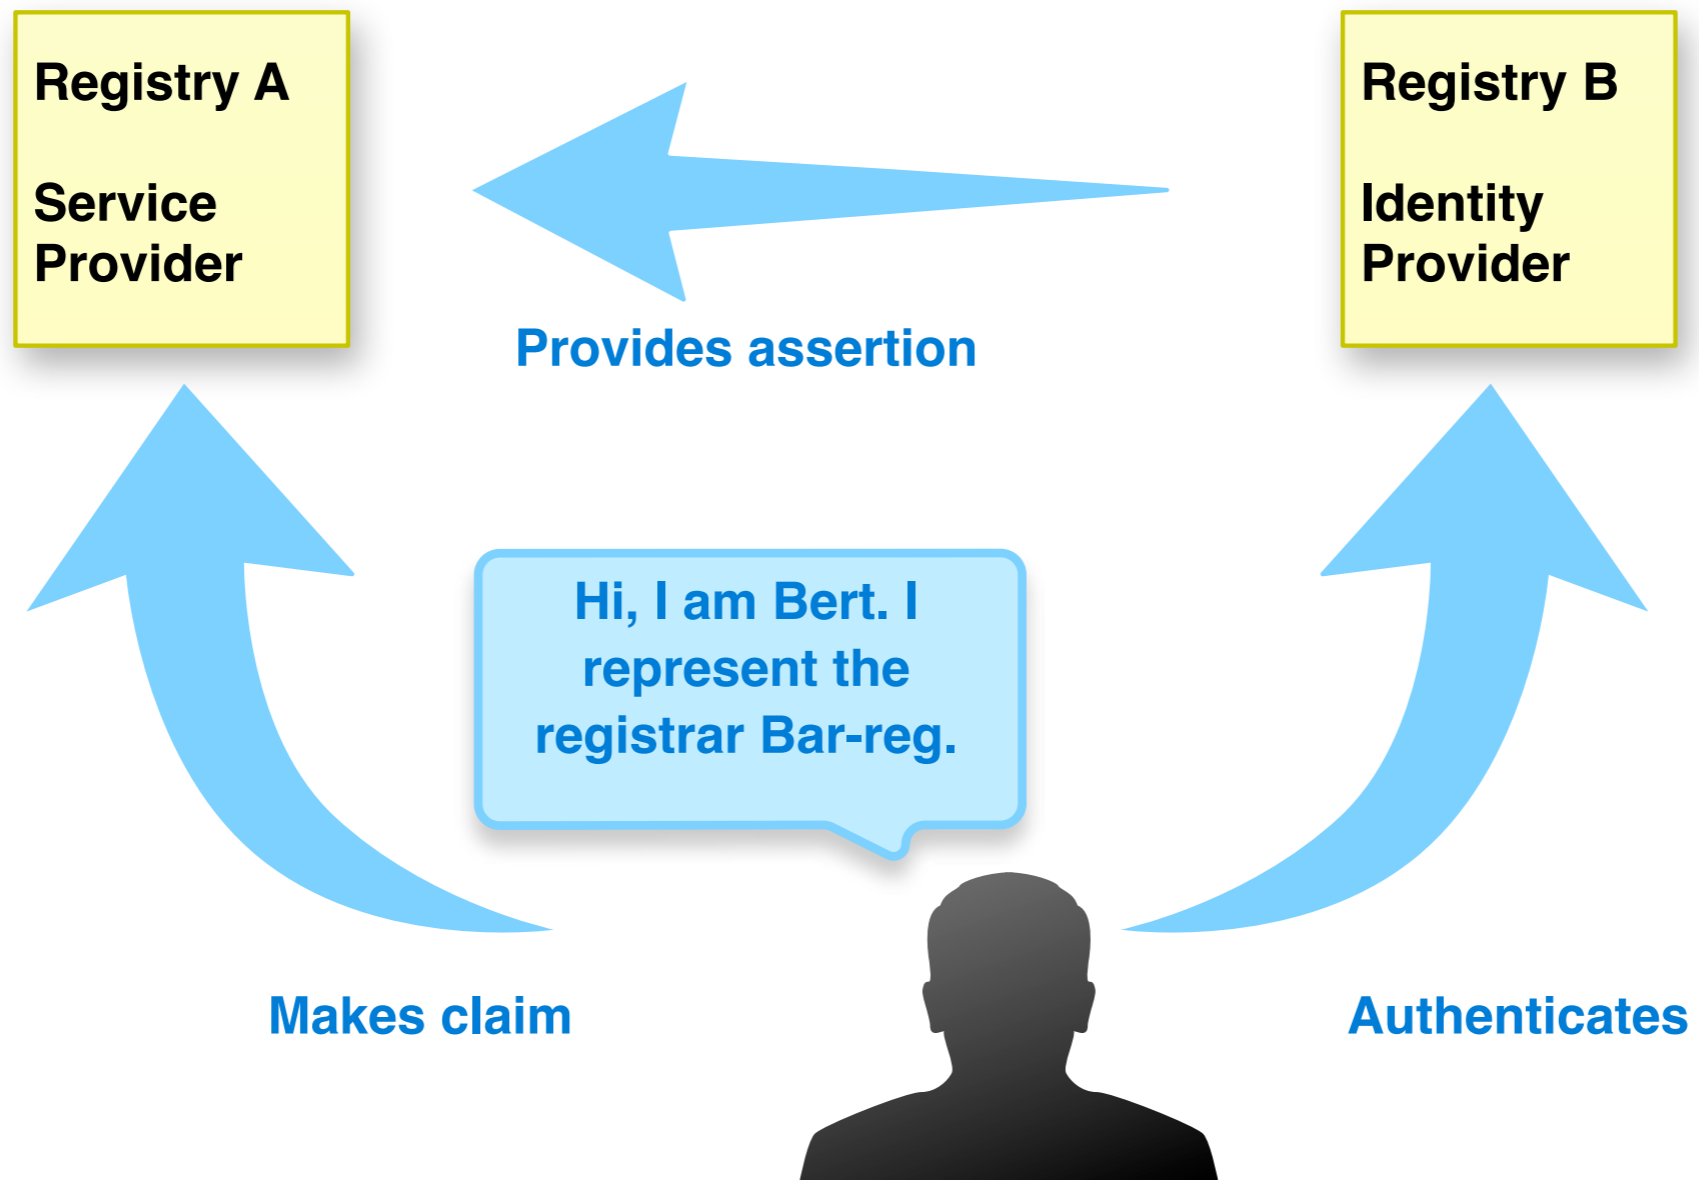 Registry A
Service
Provider
Registry B
Identity
Provider
Provides assertion
Hi, I am Bert. I
represent the
registrar Bar-reg.
Makes claim
Authenticates